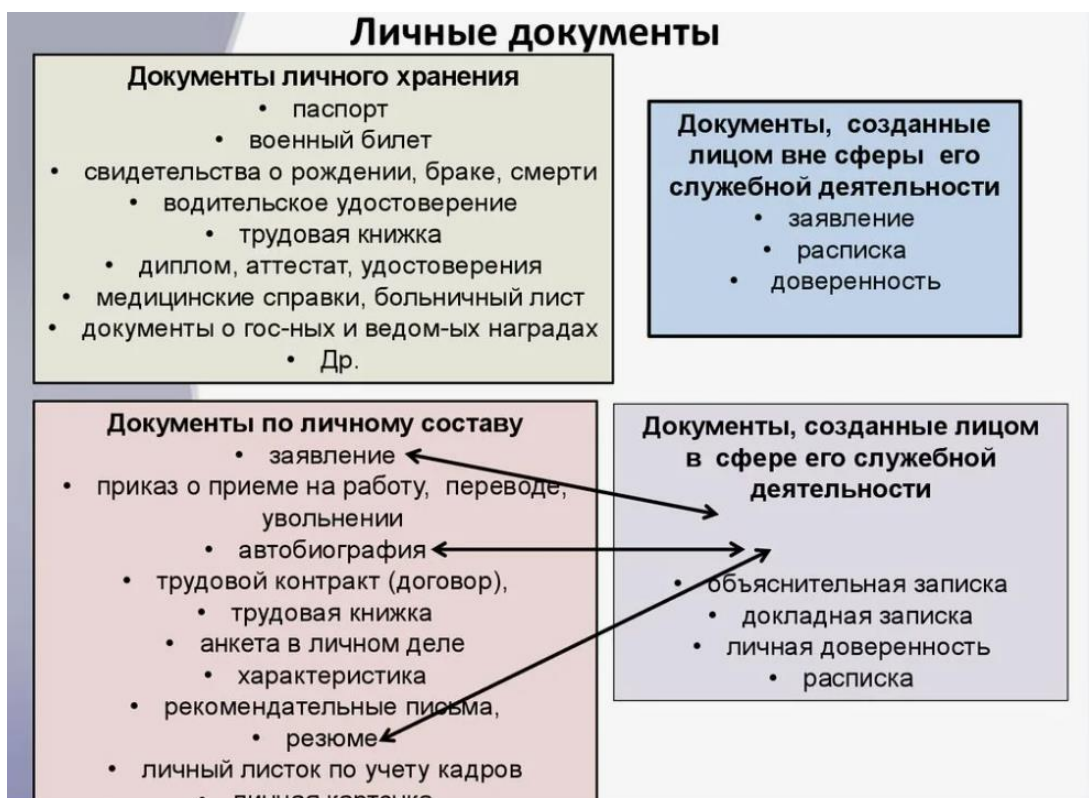 Личные документы
Документы личного хранения
• паспорт
• военный билет
• свидетельства о рождении, браке, смерти
• водительское удостоверение
• трудовая книжка
• диплом, аттестат, удостоверения
• медицинские справки, больничный лист
• документы о гос-ных и ведом-ых наградах
• Др.
Документы, созданные
лицом вне сферы его
служебной деятельности
• заявление
• расписка
• доверенность
Документы по личному составу
• заявление
• приказ о приеме на работу, переводе,
увольнении
• автобиография
• трудовой контракт (договор),
• трудовая книжка
• анкета в личном деле
• характеристика
• рекомендательные письма,
• резюме
• личный листок по учету кадров
Документы, созданные лицом
в сфере его служебной
деятельности
• объяснительная записка
• докладная записка
• личная доверенность
• расписка